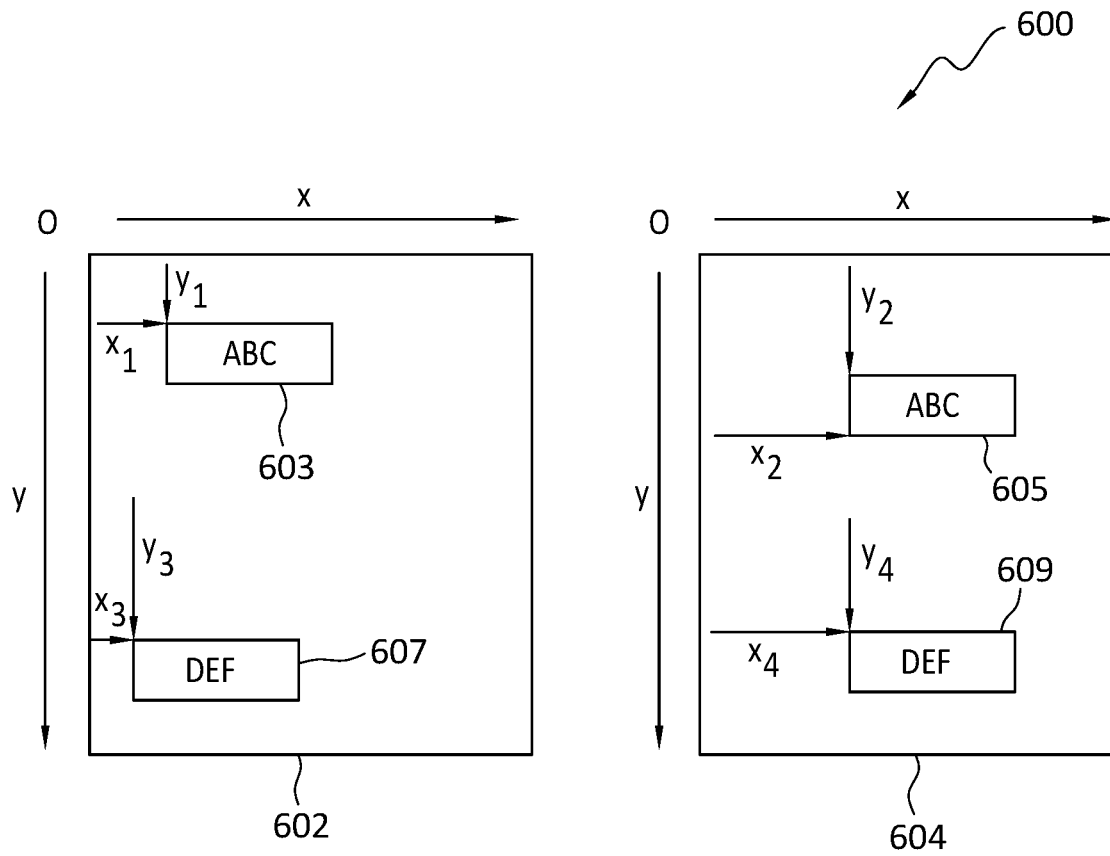 600
O x
O x
y₁
x₁
ABC
603
y
y₃
x₃
DEF
607
602
y₂
ABC
x₂
605
y
y₄
609
x₄
DEF
604